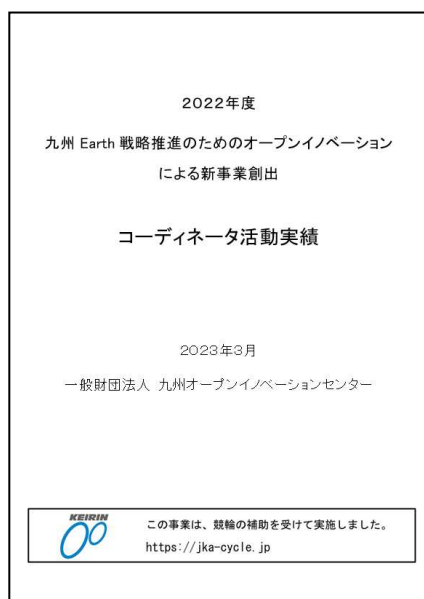 2022年度
九州 Earth 戦略推進のためのオープンイノベーション
による新事業創出
コーディネータ活動実績
2023年3月
一般財団法人 九州オープンイノベーションセンター
KEIRIN
この事業は、競輪の補助を受けて実施しました。
https://jka-cycle.jp